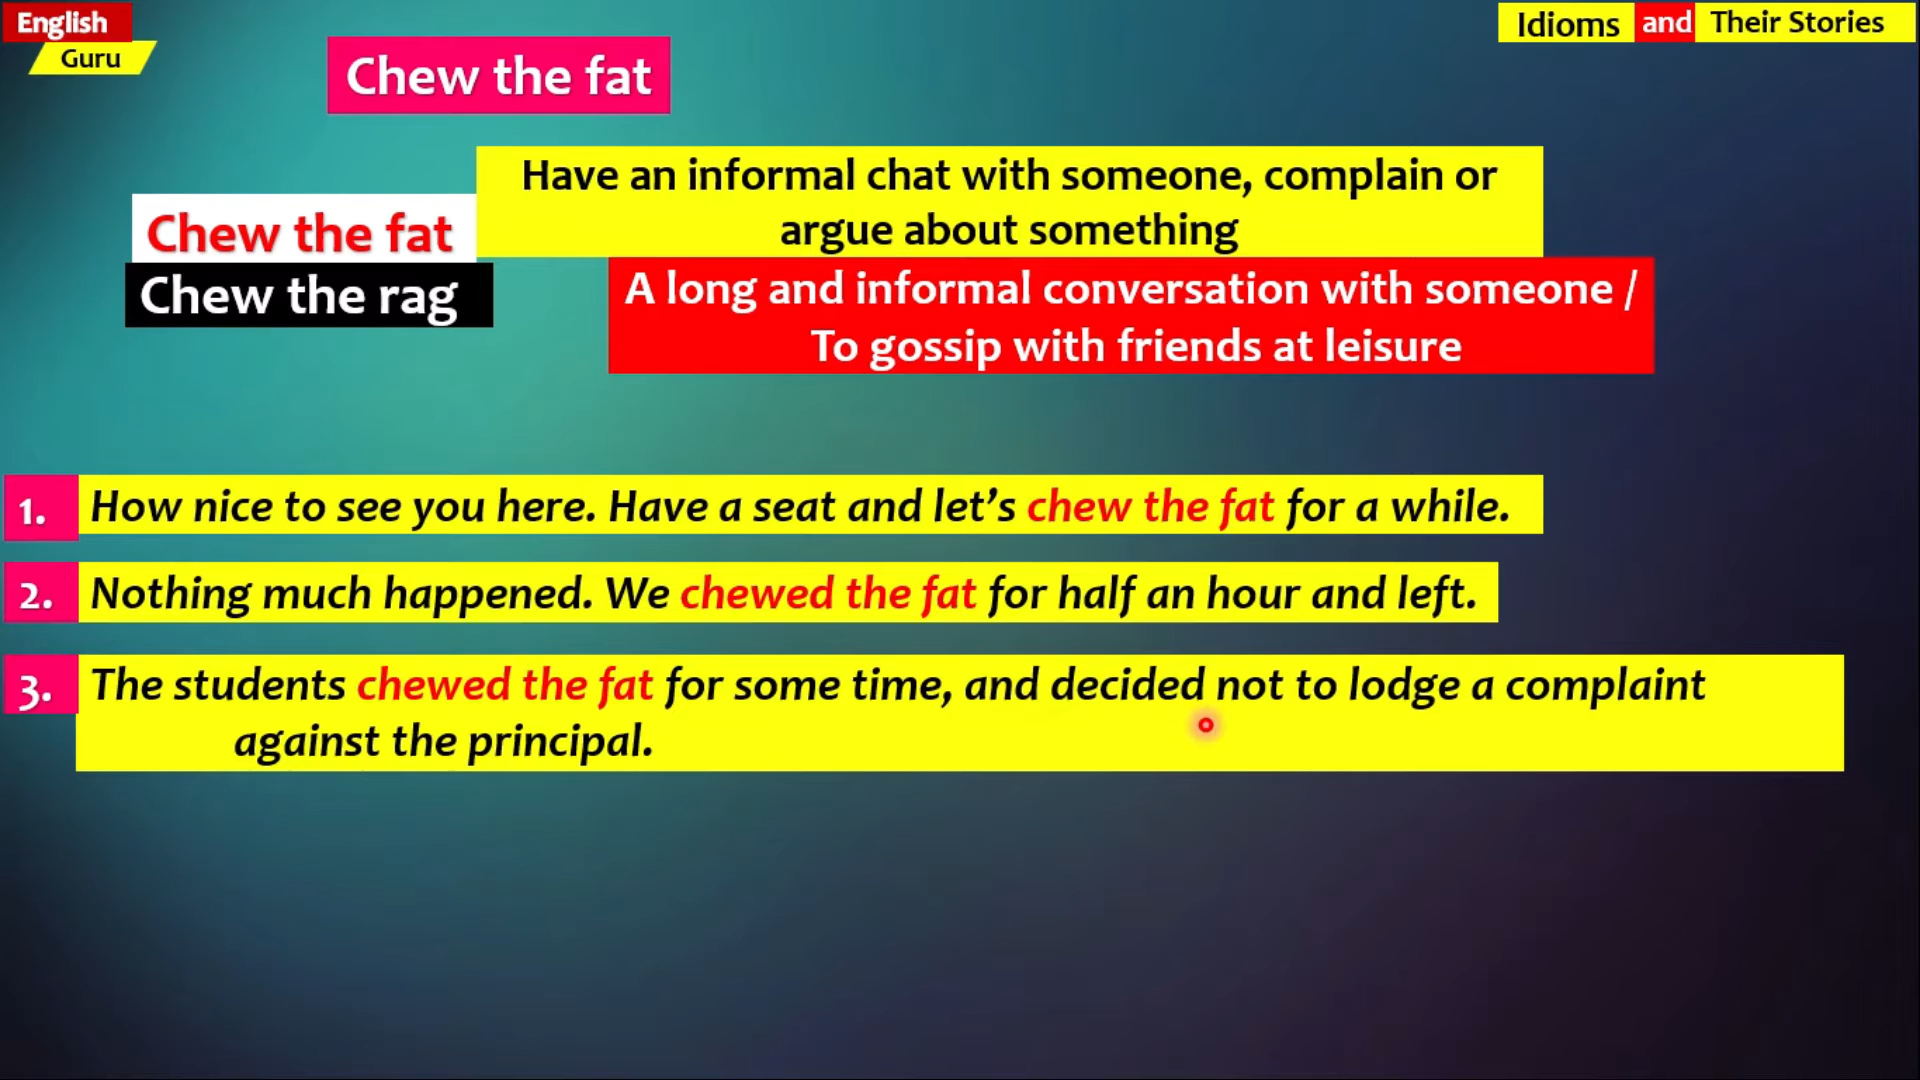 English
Guru
Idioms and Their Stories
Chew the fat
Have an informal chat with someone, complain or
argue about something
Chew the fat
Chew the rag
A long and informal conversation with someone /
To gossip with friends at leisure
1. How nice to see you here. Have a seat and let’s chew the fat for a while.
2. Nothing much happened. We chewed the fat for half an hour and left.
3. The students chewed the fat for some time, and decided not to lodge a complaint
against the principal.